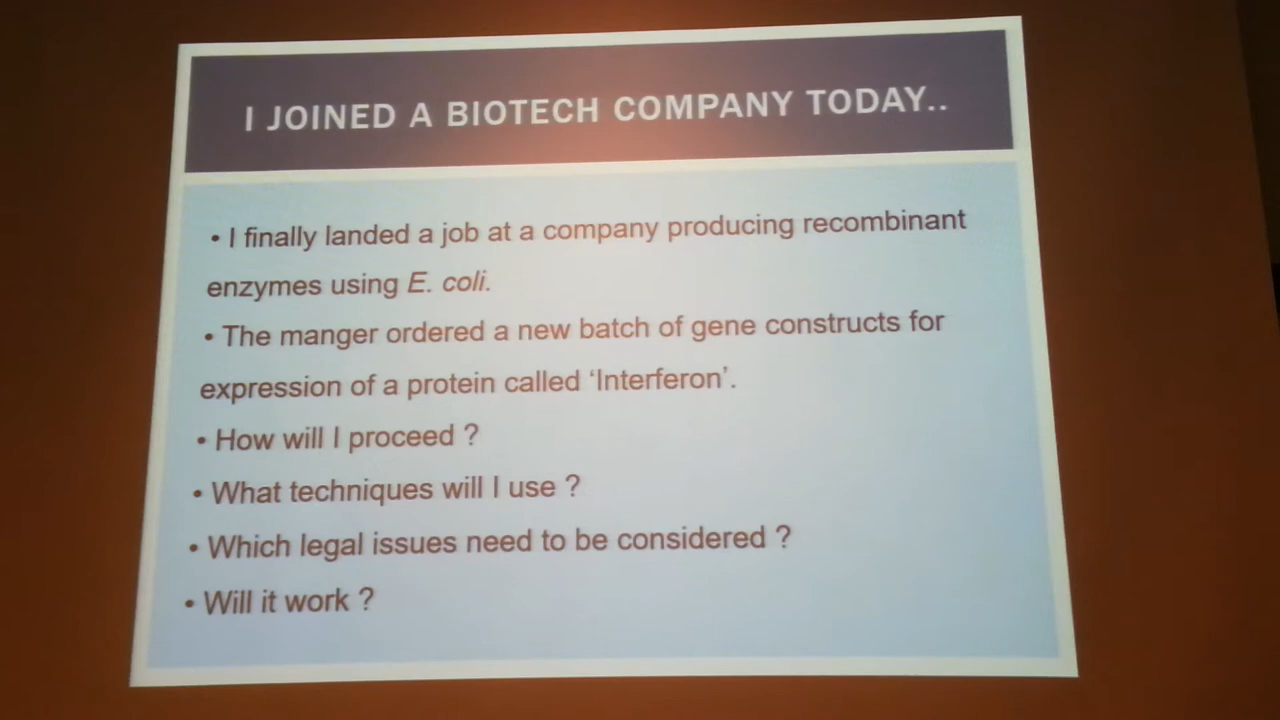 I JOINED A BIOTECH COMPANY TODAY..
• I finally landed a job at a company producing recombinant
enzymes using E. coli.
• The manger ordered a new batch of gene constructs for
expression of a protein called ‘Interferon’.
• How will I proceed ?
• What techniques will I use ?
• Which legal issues need to be considered ?
• Will it work ?